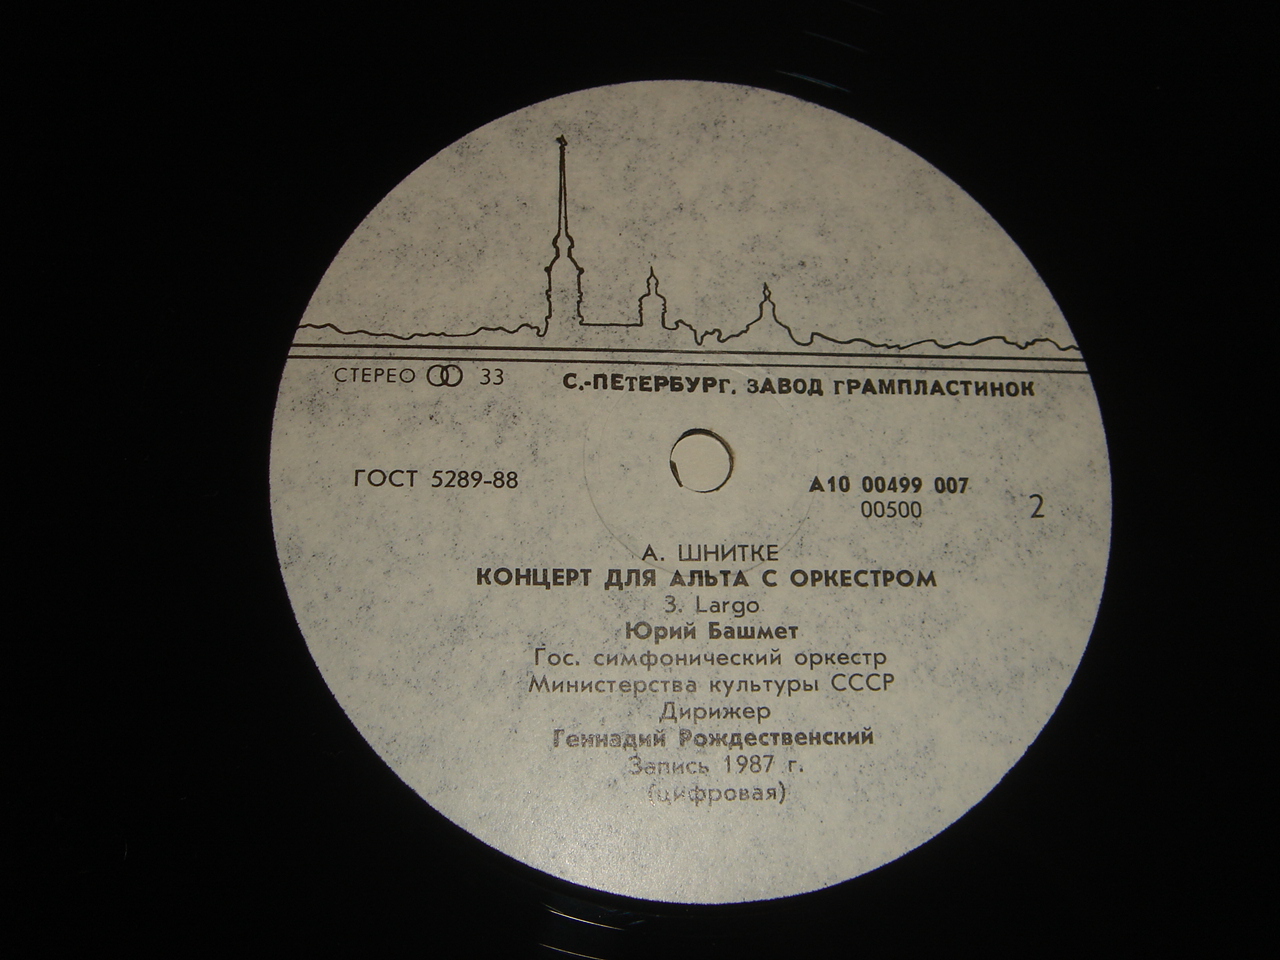 СТЕРЕО 33
С.-ПЕТЕРБУРГ. ЗАВОД ГРАМПЛАСТИНОК
ГОСТ 5289-88
А10 00499 007
00500
2
А. ШНИТКЕ
КОНЦЕРТ ДЛЯ АЛЬТА С ОРКЕСТРОМ
3. Largo
Юрий Башмет
Гос. симфонический оркестр
Министерства культуры СССР
Дирижер
Геннадий Рождественский
Запись 1987 г.
(цифровая)